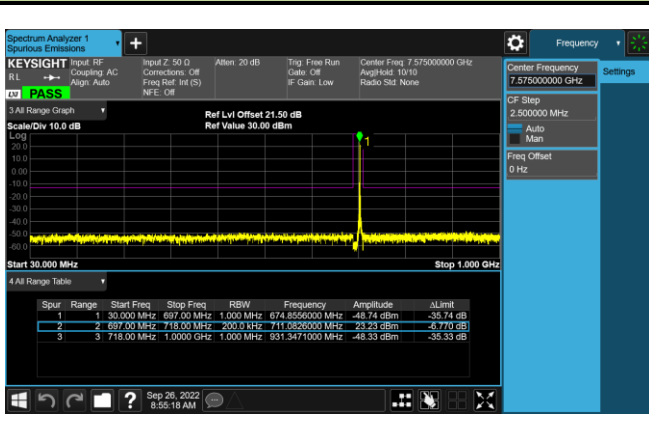 Spectrum Analyzer 1
Spurious Emissions
Frequency
KEYSIGHT
Input: RF
Input Z: 50 Ω
Atten: 20 dB
Trig: Free Run
Center Freq: 7.575000000 GHz
R L
Coupling: AC
Corrections: Off
Gate: Off
Avg|Hold: 10/10
Align: Auto
Freq Ref: Int (S)
IF Gain: Low
Radio Std: None
LXI PASS
NFE: Off
Center Frequency
7.575000000 GHz
Settings
CF Step
2.500000 MHz
Auto
Man
Freq Offset
0 Hz
3 All Range Graph
Ref Lvl Offset 21.50 dB
Scale/Div 10.0 dB
Ref Value 30.00 dBm
Log
1
20.0
10.0
0.00
-10.0
-20.0
-30.0
-40.0
-50.0
-60.0
Start 30.000 MHz
Stop 1.000 GHz
4 All Range Table
Spur Range Start Freq Stop Freq RBW Frequency Amplitude ΔLimit
1 1 30.000 MHz 697.00 MHz 1.000 MHz 674.8556000 MHz -48.74 dBm -35.74 dB
2 2 697.00 MHz 718.00 MHz 200.0 kHz 711.0826000 MHz 23.23 dBm -6.770 dB
3 3 718.00 MHz 1.0000 GHz 1.000 MHz 931.3471000 MHz -48.33 dBm -35.33 dB
?
Sep 26, 2022
8:55:18 AM